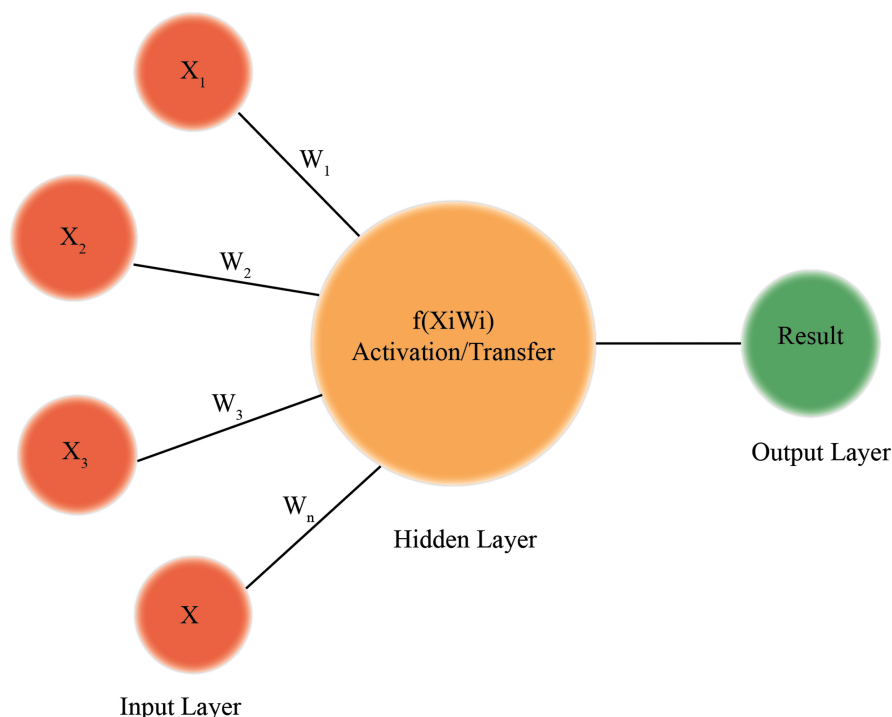 X₁
W₁
X₂
W₂
f(XiWi)
Activation/Transfer
Result
W₃
X₃
Output Layer
Wₙ
Hidden Layer
X
Input Layer